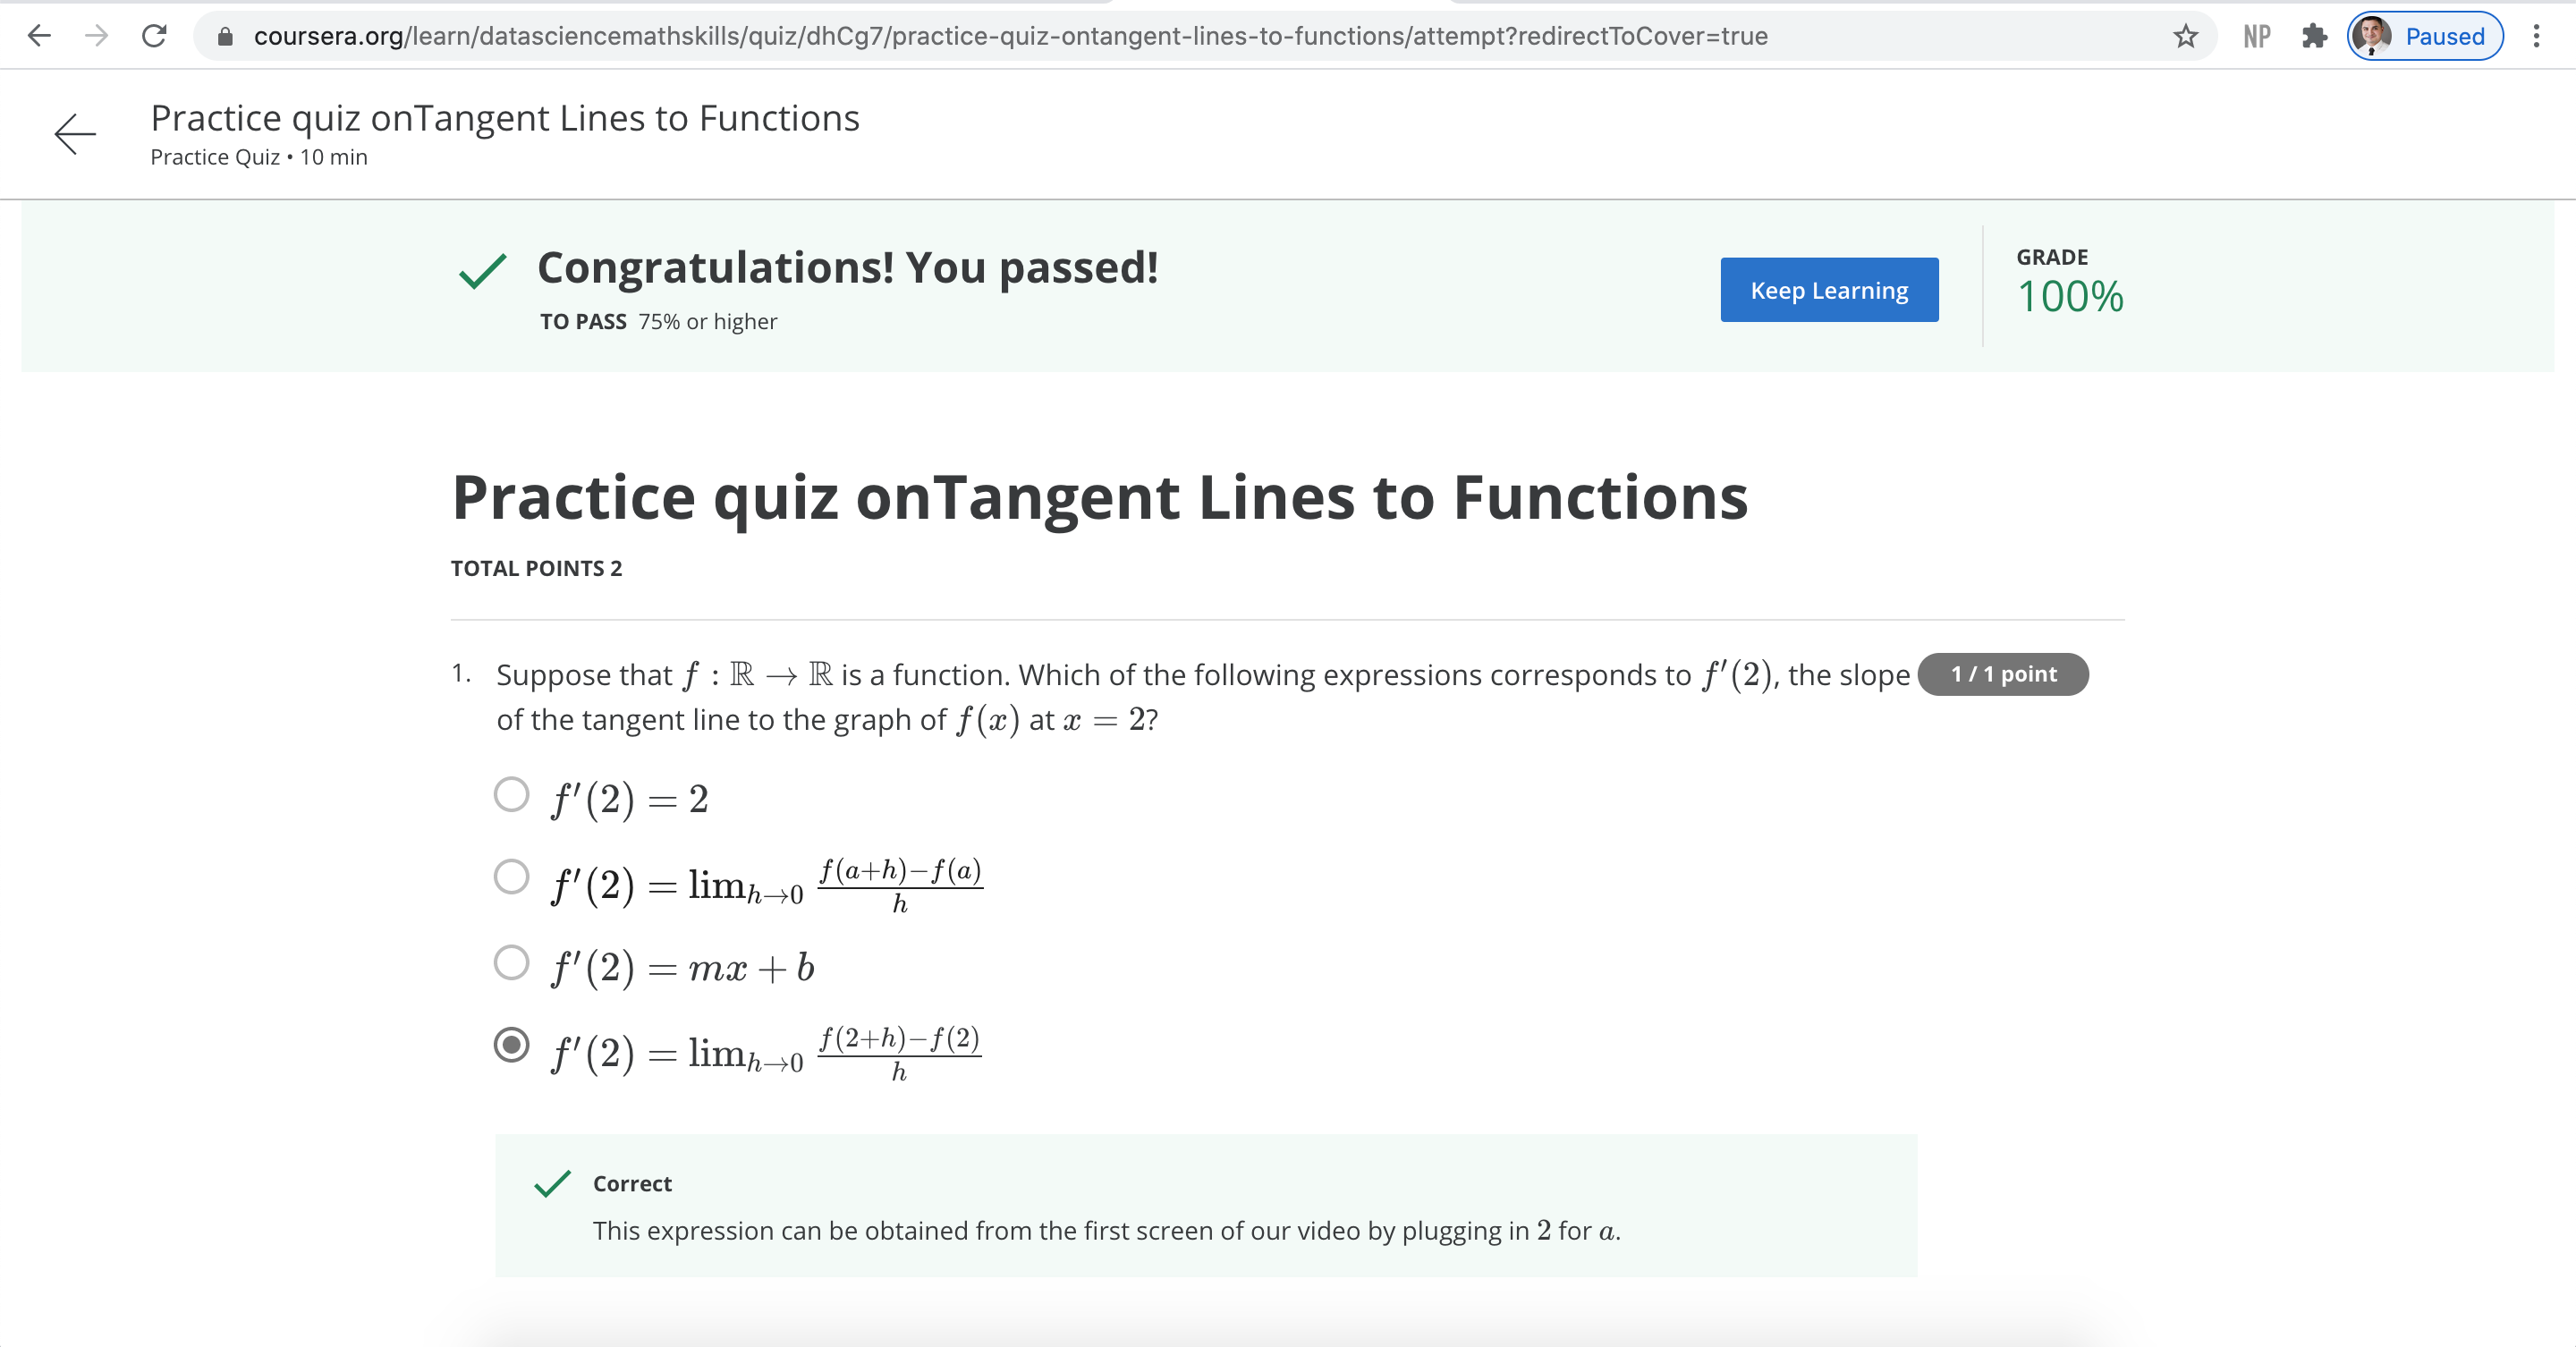 coursera.org/learn/datasciencemathskills/quiz/dhCg7/practice-quiz-ontangent-lines-to-functions/attempt?redirectToCover=true NP Paused
Practice quiz onTangent Lines to Functions
Practice Quiz • 10 min
Congratulations! You passed!
TO PASS 75% or higher
Keep Learning
GRADE
100%
Practice quiz onTangent Lines to Functions
TOTAL POINTS 2
1. Suppose that f : ℝ → ℝ is a function. Which of the following expressions corresponds to f′(2), the slope 1 / 1 point
of the tangent line to the graph of f(x) at x = 2?
f′(2) = 2
f′(2) = lim_{h→0} \frac{f(a+h)−f(a)}{h}
f′(2) = mx + b
f′(2) = lim_{h→0} \frac{f(2+h)−f(2)}{h}
Correct
This expression can be obtained from the first screen of our video by plugging in 2 for a.